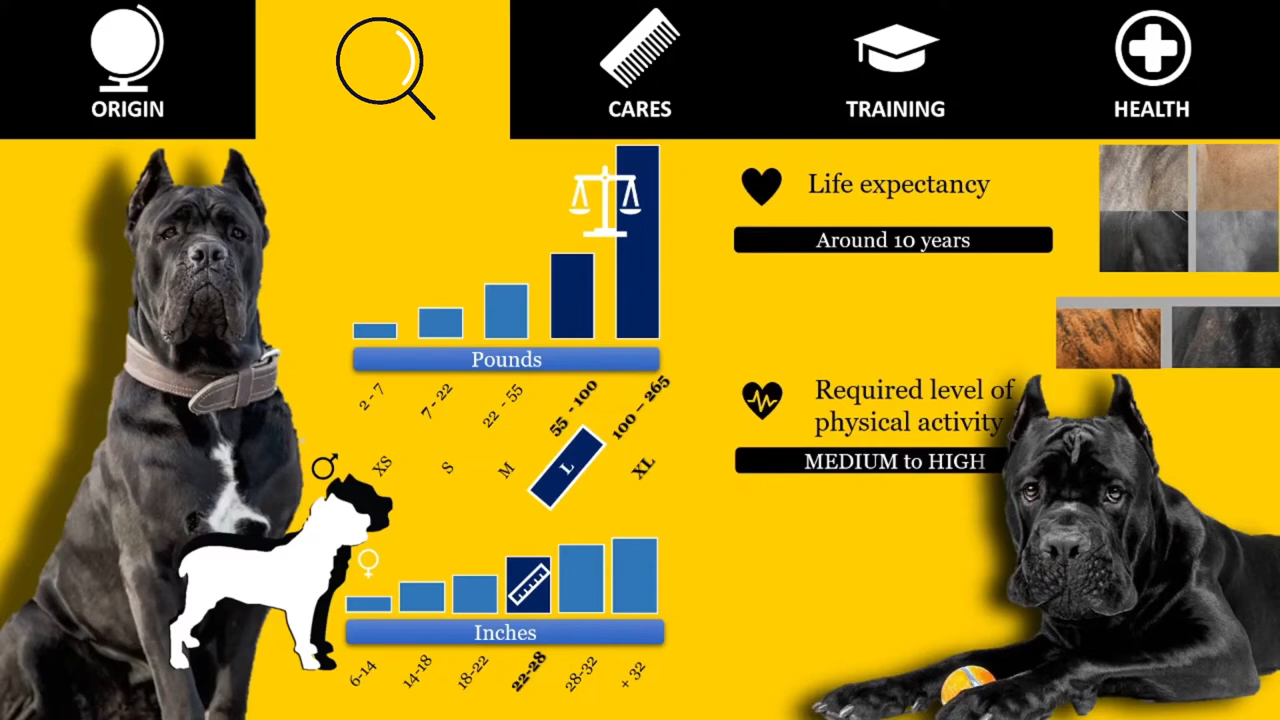 ORIGIN
CARES
TRAINING
HEALTH
Life expectancy
Around 10 years
Pounds
2 - 7
7 - 22
22 - 55
55 - 100
100 – 265
XS
S
M
L
XL
Required level of
physical activity
MEDIUM to HIGH
Inches
6-14
14-18
18-22
22-28
28-32
+ 32